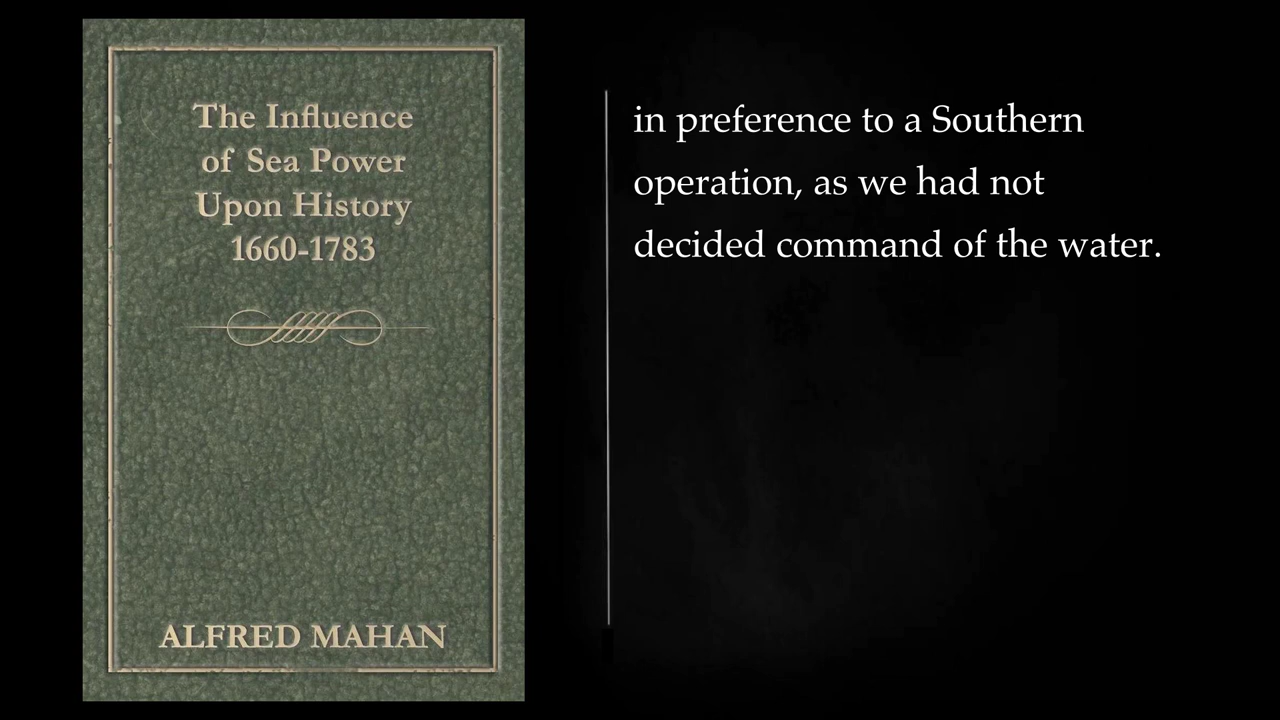 The Influence
of Sea Power
Upon History
1660-1783
ALFRED MAHAN
in preference to a Southern
operation, as we had not
decided command of the water.